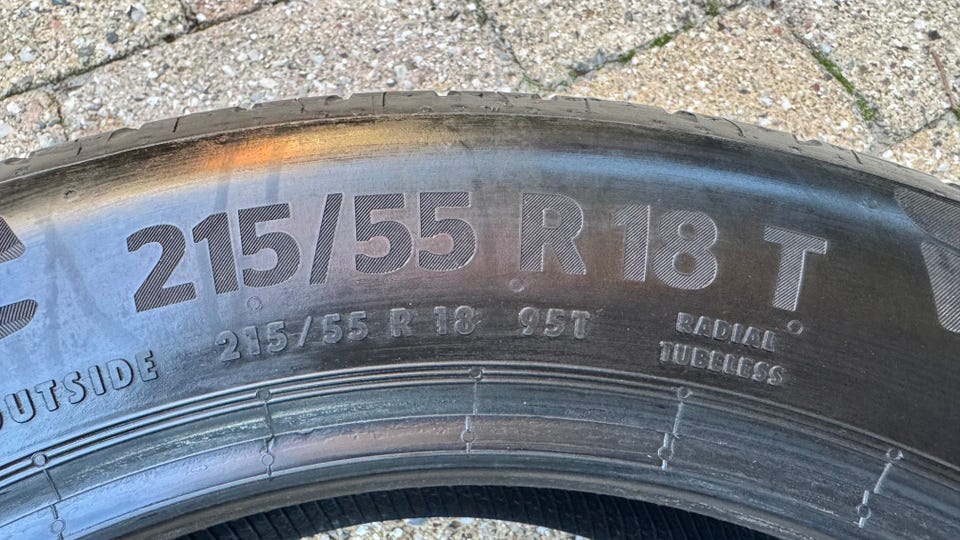 215/55 R 18 T
215/55 R 18 95T
RADIAL
TUBELESS
OUTSIDE